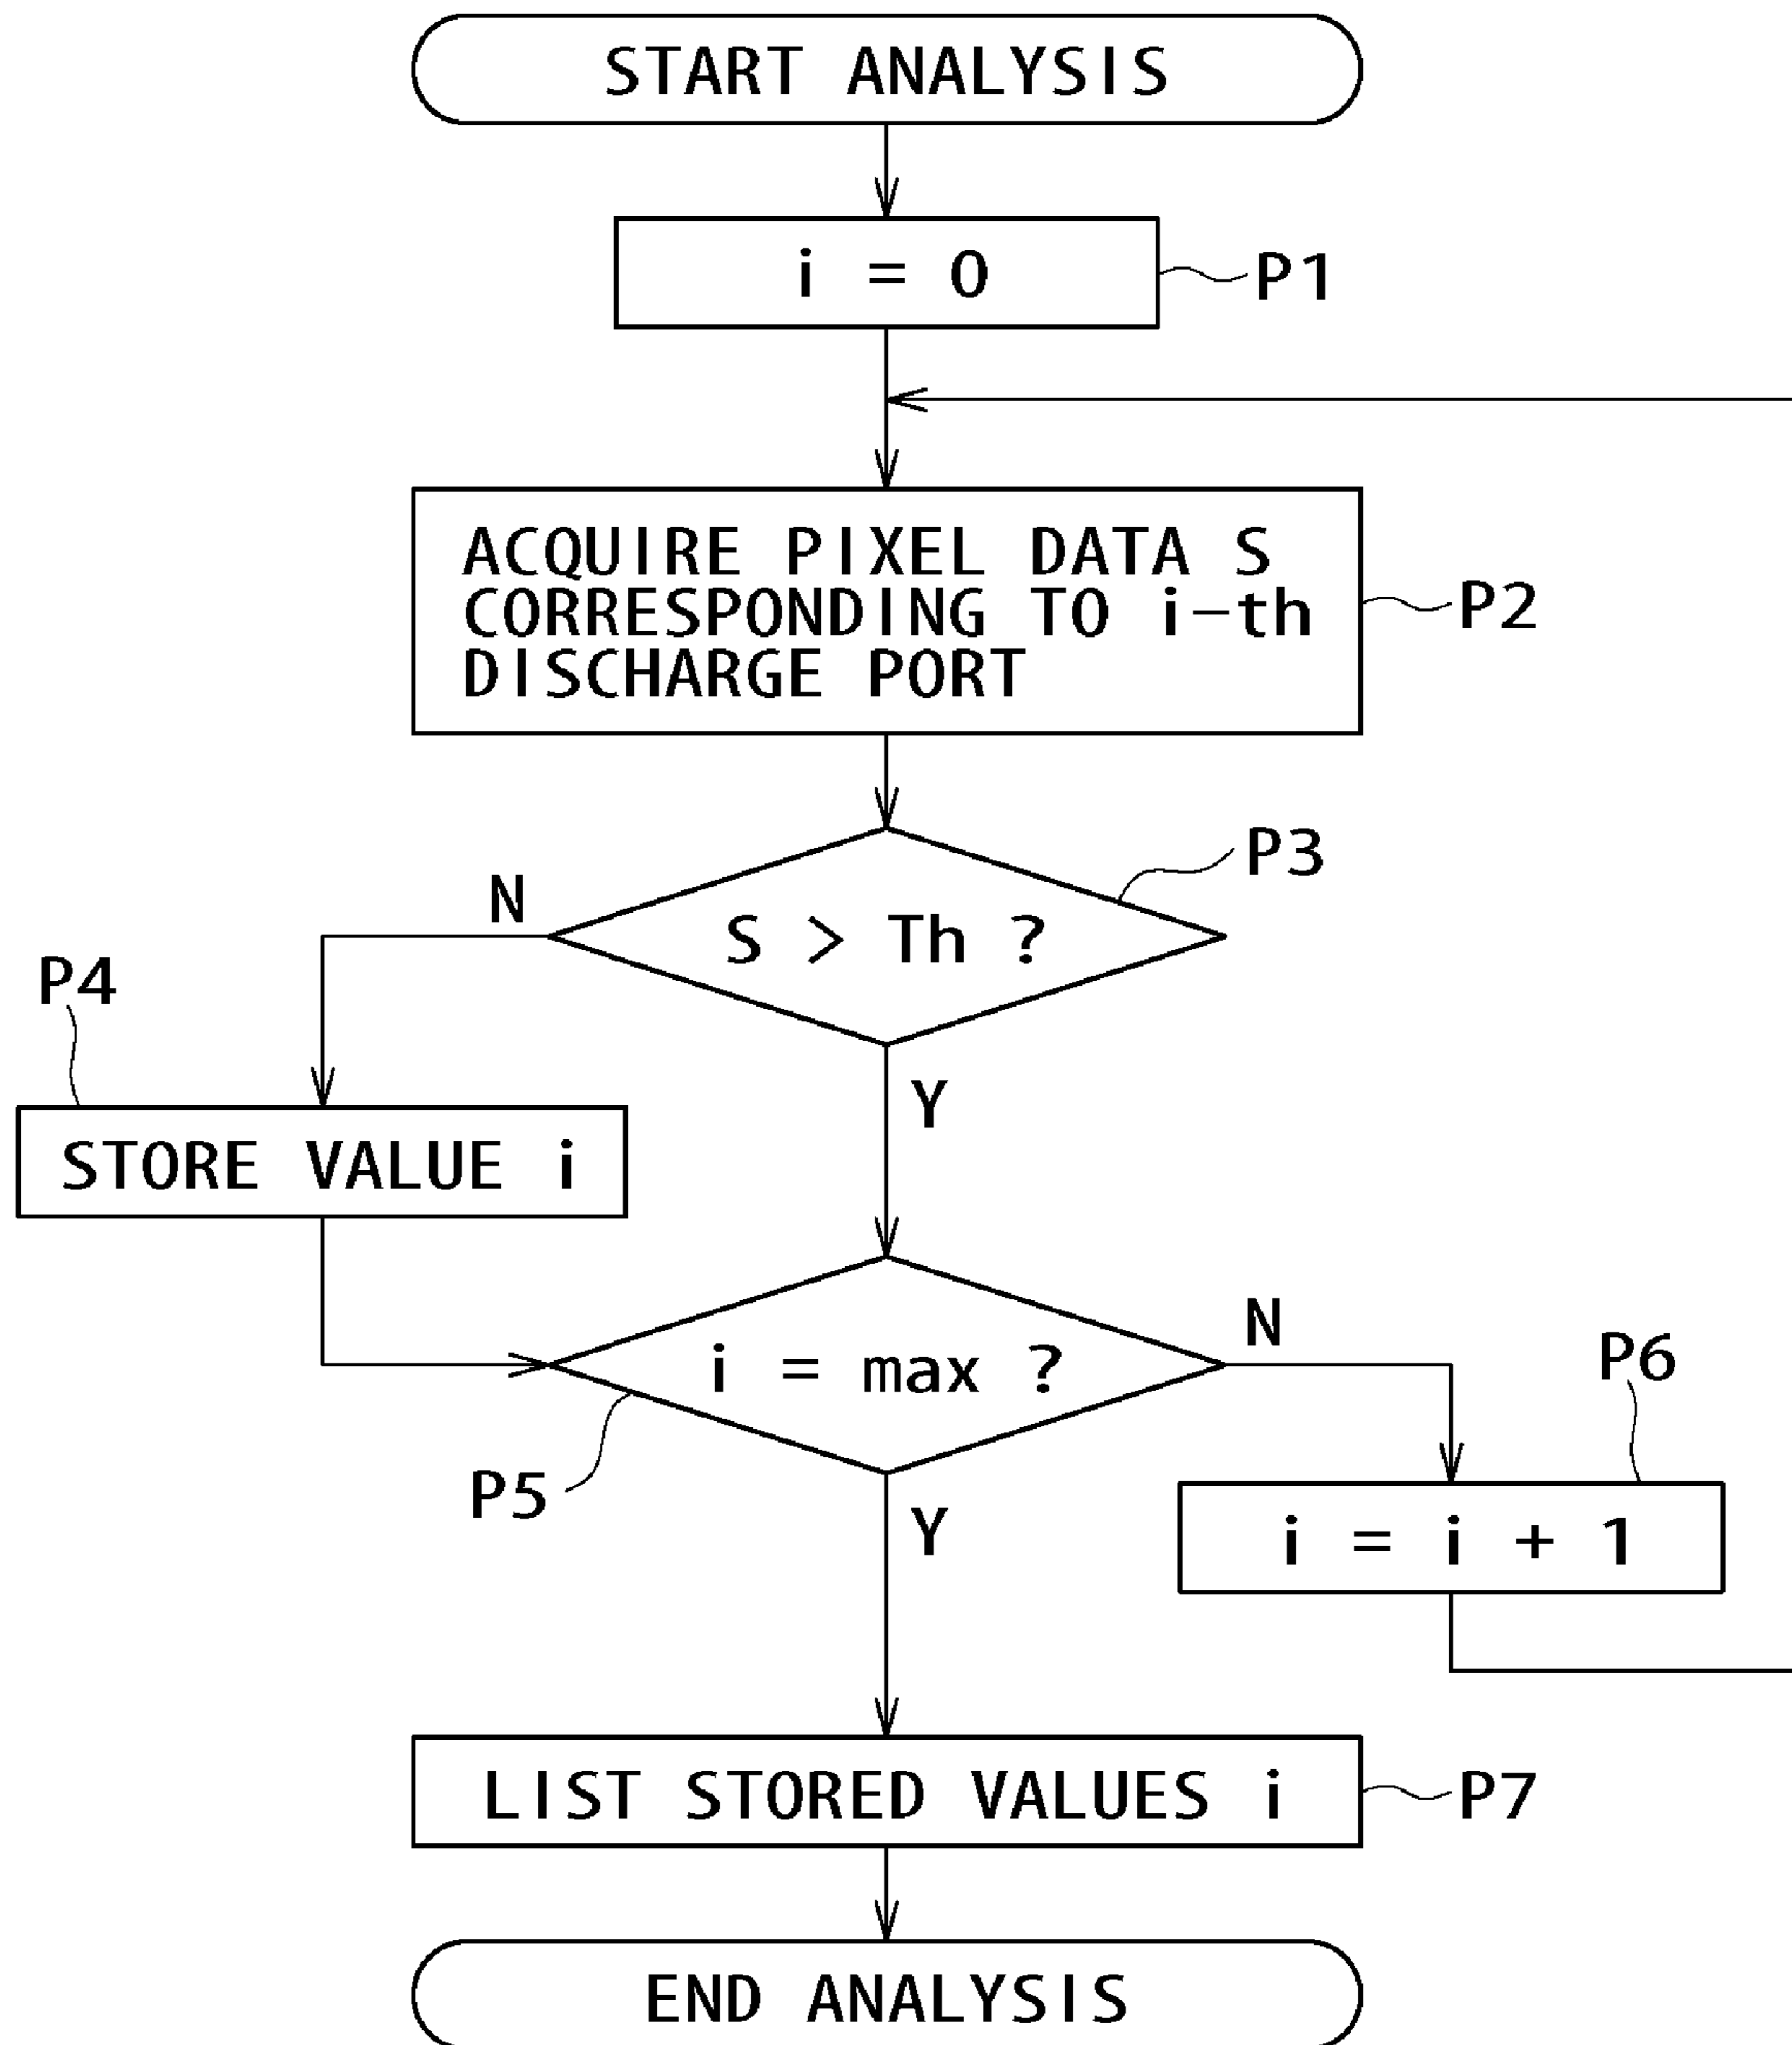 START ANALYSIS
i = 0
P1
ACQUIRE PIXEL DATA S
CORRESPONDING TO i-th
DISCHARGE PORT
P2
P3
N
S > Th ?
P4
Y
STORE VALUE i
N
i = max ?
P6
P5
Y
i = i + 1
LIST STORED VALUES i
P7
END ANALYSIS